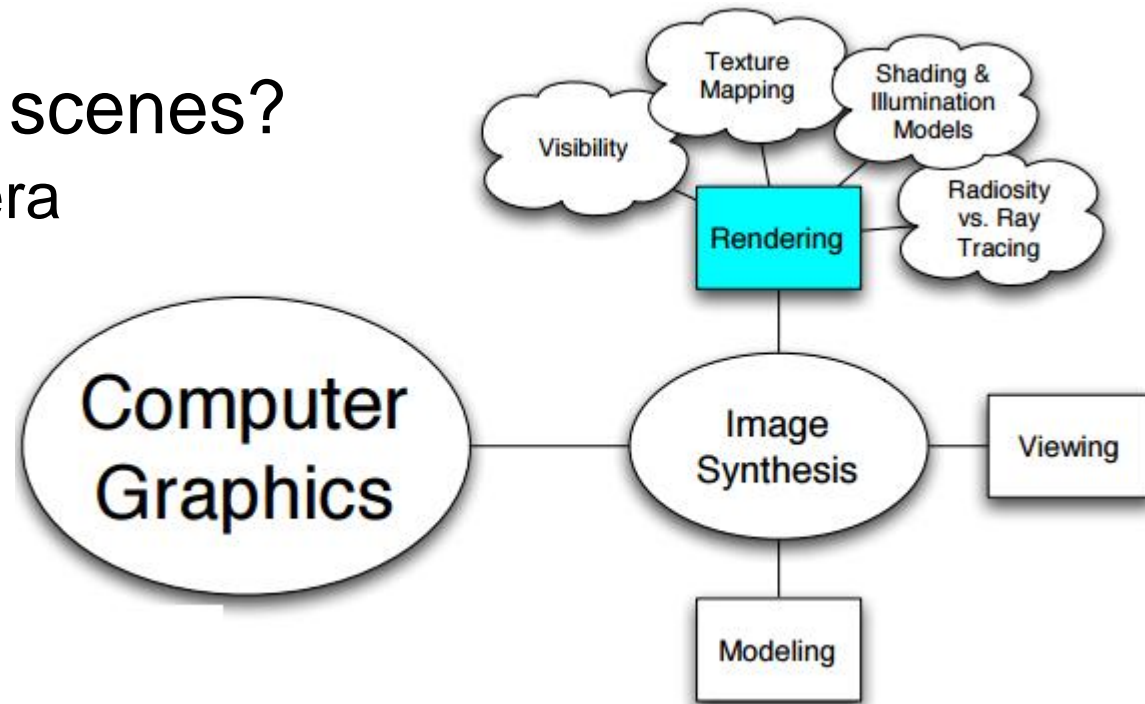 scenes?
era
Texture
Mapping
Shading &
Illumination
Models
Visibility
Radiosity
vs. Ray
Tracing
Rendering
Computer
Graphics
Image
Synthesis
Viewing
Modeling